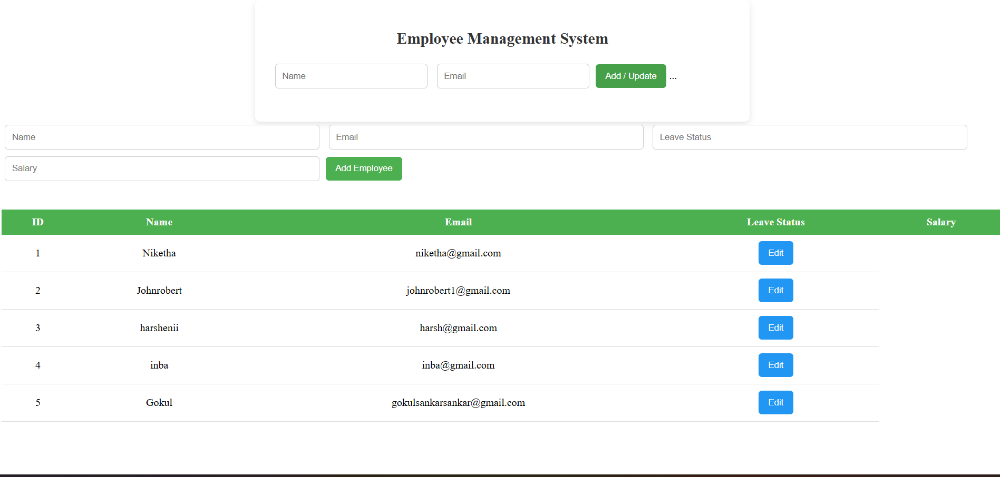 Employee Management System
Name Email Add / Update ...
Name Email Leave Status
Salary Add Employee
ID Name Email Leave Status Salary
1 Niketha niketha@gmail.com Edit
2 Johnrobert johnrobert1@gmail.com Edit
3 harshenii harsh@gmail.com Edit
4 inba inba@gmail.com Edit
5 Gokul gokulsankarsankar@gmail.com Edit